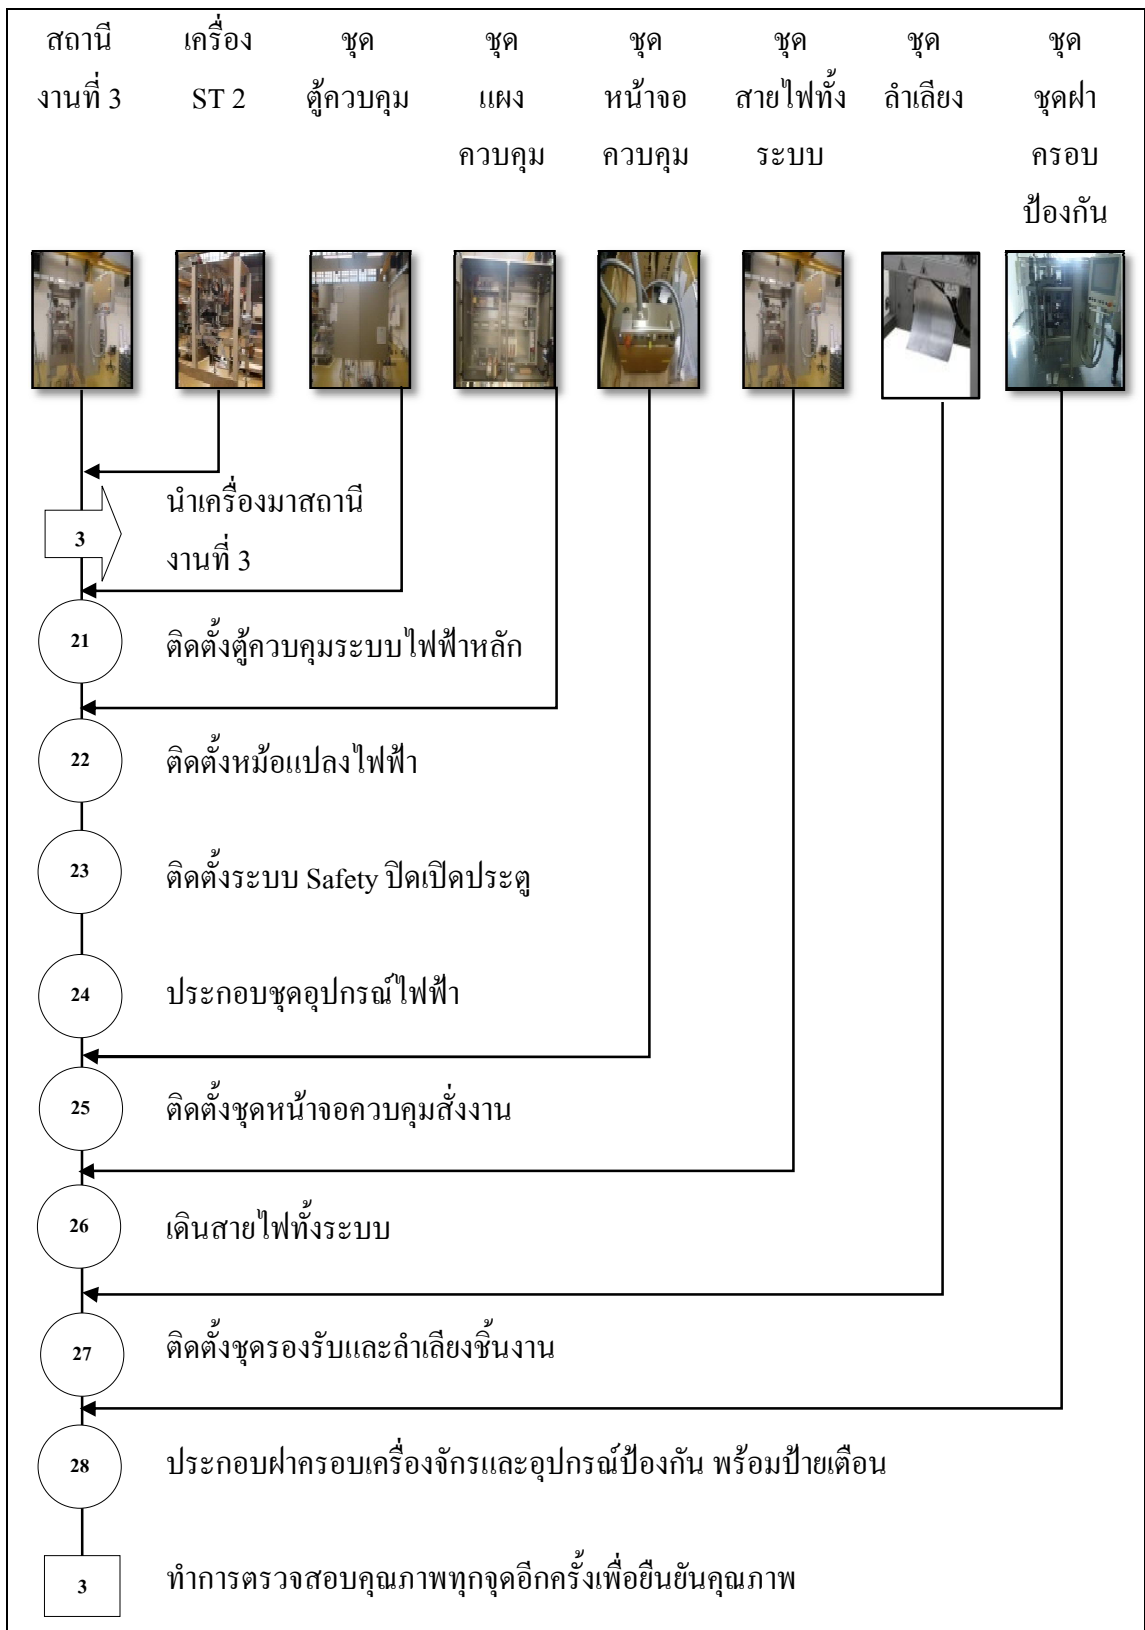 สถานี เครื่อง ชุด ชุด ชุด ชุด ชุด ชุด
งานที่ 3 ST 2 ตู้ควบคุม แผง หน้าจอ สายไฟทั้ง ลำเลียง ชุดฝา
ควบคุม ควบคุม ระบบ ครอบ
ป้องกัน
นำเครื่องมาสถานี
3
งานที่ 3
21 ติดตั้งตู้ควบคุมระบบไฟฟ้าหลัก
22 ติดตั้งหม้อแปลงไฟฟ้า
23 ติดตั้งระบบ Safety ปิดเปิดประตู
24 ประกอบชุดอุปกรณ์ไฟฟ้า
25 ติดตั้งชุดหน้าจอควบคุมสั่งงาน
26 เดินสายไฟทั้งระบบ
27 ติดตั้งชุดรองรับและลำเลียงชิ้นงาน
28 ประกอบฝาครอบเครื่องจักรและอุปกรณ์ป้องกัน พร้อมป้ายเตือน
3 ทำการตรวจสอบคุณภาพทุกจุดอีกครั้งเพื่อยืนยันคุณภาพ